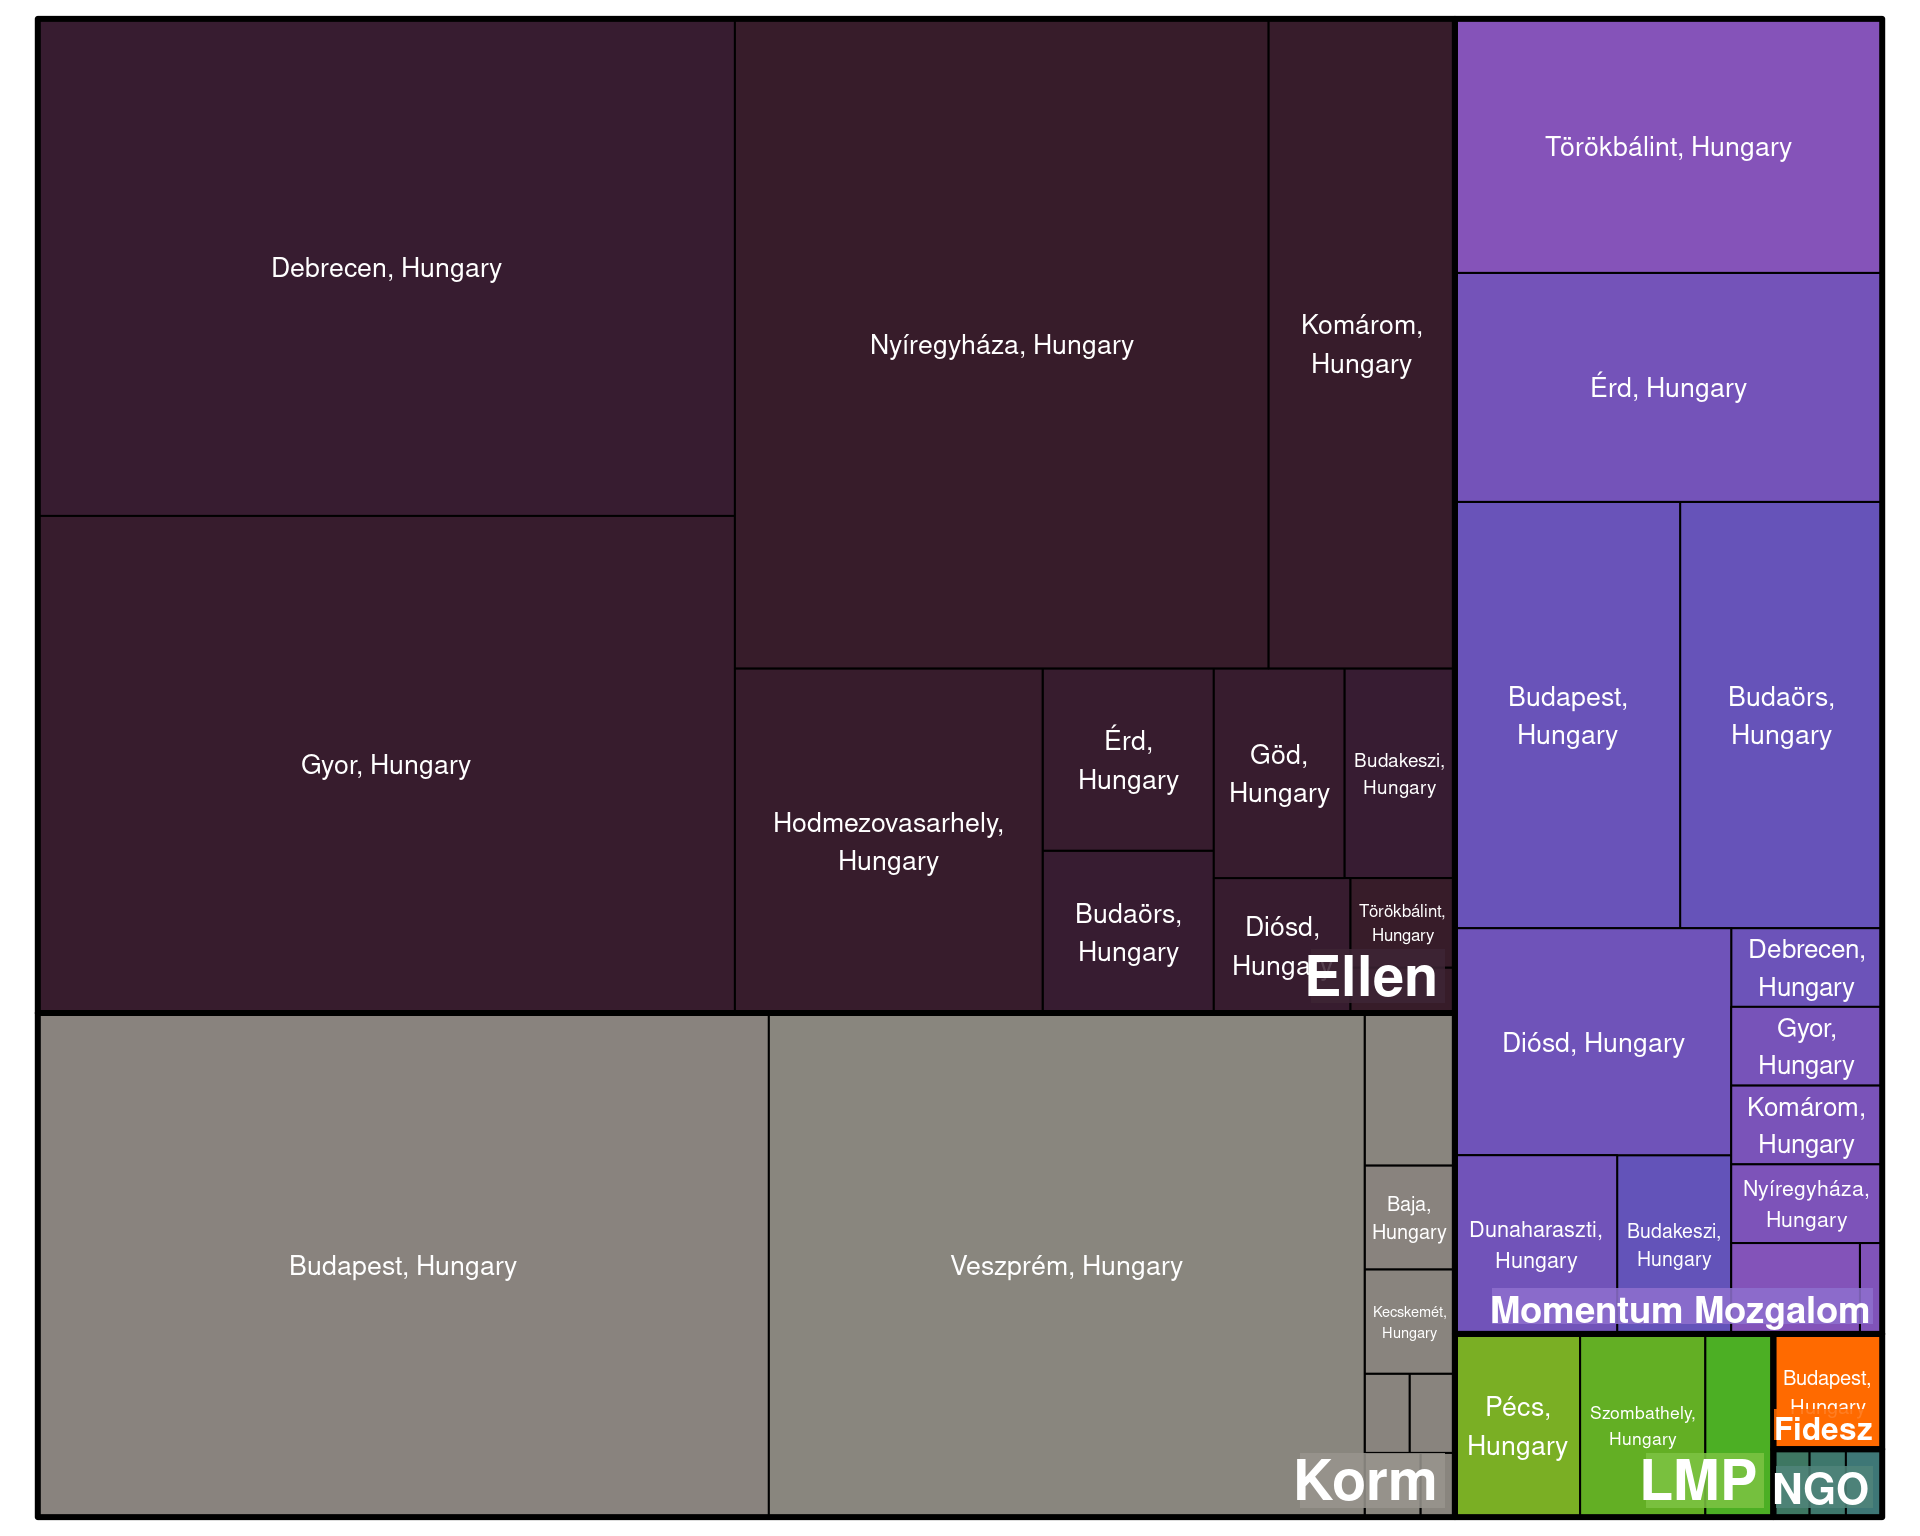 Debrecen, Hungary
Gyor, Hungary
Nyíregyháza, Hungary
Komárom,
Hungary
Hodmezovasarhely,
Hungary
Érd,
Hungary
Budaörs,
Hungary
Göd,
Hungary
Budakeszi,
Hungary
Diósd,
Hungary
Törökbálint,
Hungary
Ellen
Budapest, Hungary
Veszprém, Hungary
Baja,
Hungary
Kecskemét,
Hungary
Korm
Törökbálint, Hungary
Érd, Hungary
Budapest,
Hungary
Budaörs,
Hungary
Diósd, Hungary
Debrecen,
Hungary
Gyor,
Hungary
Komárom,
Hungary
Nyíregyháza,
Hungary
Dunaharaszti,
Hungary
Budakeszi,
Hungary
Momentum Mozgalom
Pécs,
Hungary
Szombathely,
Hungary
LMP
Budapest,
Hungary
Fidesz
NGO